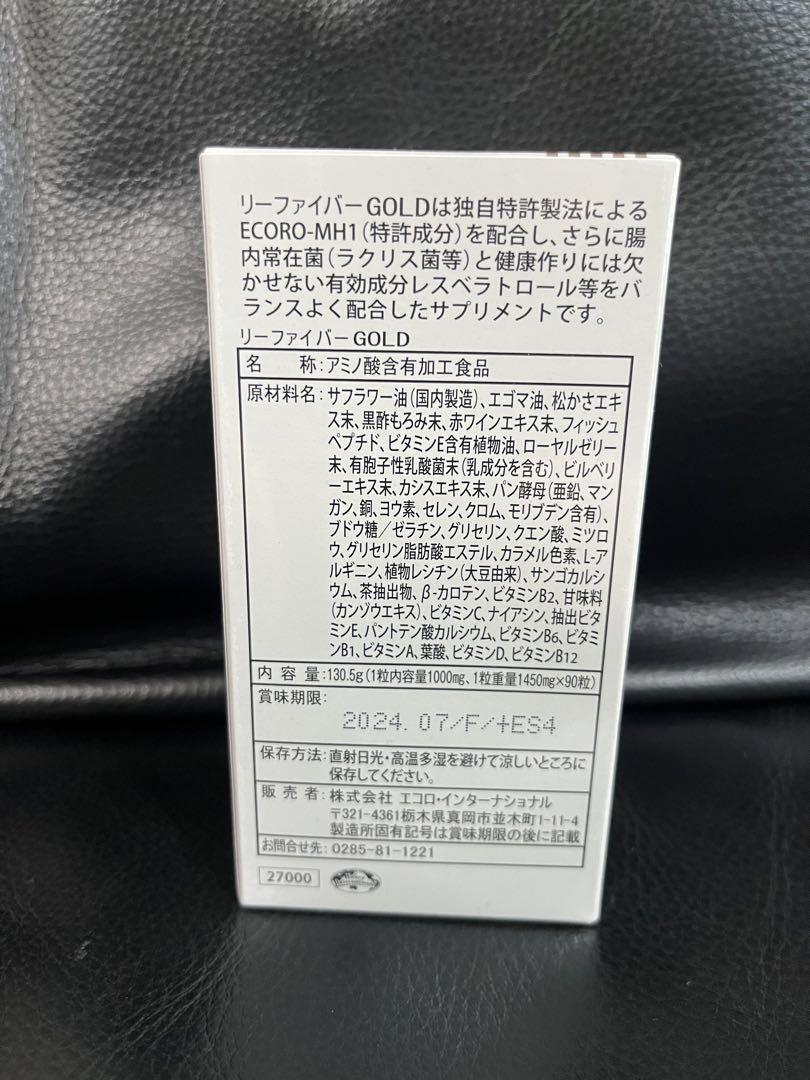 リーファイバーGOLDは独自特許製法による
ECORO-MH1(特許成分)を配合し、さらに腸
内常在菌(ラクリス菌等)と健康作りには欠
かせない有効成分レスベラトロール等をバ
ランスよく配合したサプリメントです。
リーファイバーGOLD
名 称:アミノ酸含有加工食品
原材料名:サフラワー油(国内製造)、エゴマ油、松かさエキ
ス末、黒酢もろみ末、赤ワインエキス末、フィッシュ
ペプチド、ビタミンE含有植物油、ローヤルゼリー
末、有胞子性乳酸菌末(乳成分を含む)、ビルベ
リーエキス末、カシスエキス末、パン酵母(亜鉛、マン
ガン、銅、ヨウ素、セレン、クロム、モリブデン含有)、
ブドウ糖/ゼラチン、グリセリン、クエン酸、ミツロ
ウ、グリセリン脂肪酸エステル、カラメル色素、L-ア
ルギニン、植物レシチン(大豆由来)、サンゴカルシ
ウム、茶抽出物、β-カロテン、ビタミンB2、甘味料
(カンゾウエキス)、ビタミンC、ナイアシン、抽出ビタ
ミンE、パントテン酸カルシウム、ビタミンB6、ビタミ
ンB1、ビタミンA、葉酸、ビタミンD、ビタミンB12
内 容 量:130.5g(1粒内容量1000mg、1粒重量1450mg×90粒)
賞味期限:
2024.07/F/+ES4
保存方法:直射日光・高温多湿を避けて涼しいところに
保存してください。
販 売 者:株式会社 エコロ・インターナショナル
〒321-4361栃木県真岡市並木町1-11-4
製造所固有記号は賞味期限の後に記載
お問合せ先:0285-81-1221
27000